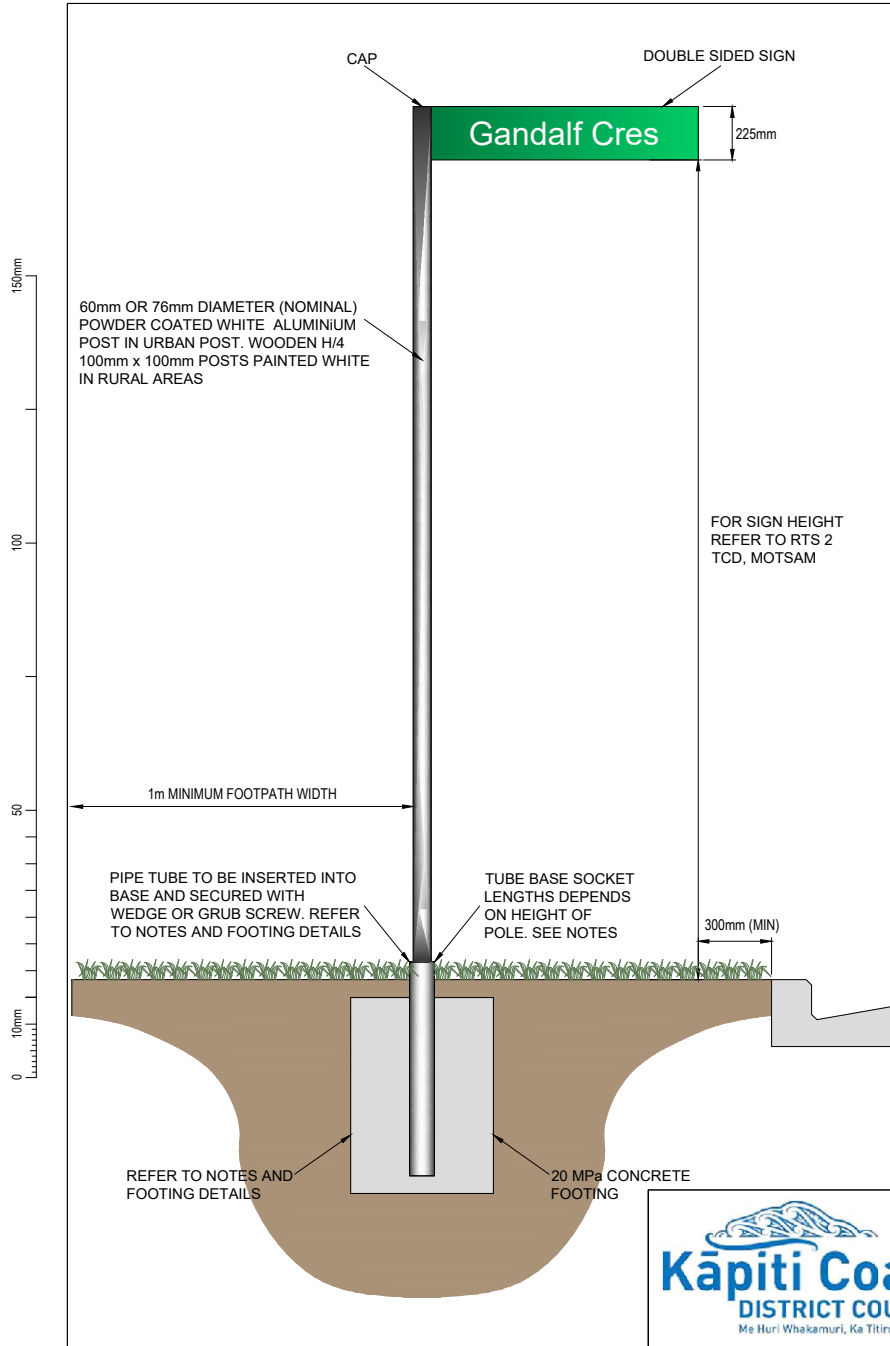 CAP
DOUBLE SIDED SIGN
Gandalf Cres
225mm
150mm
60mm OR 76mm DIAMETER (NOMINAL)
POWDER COATED WHITE ALUMINiUM
POST IN URBAN POST. WOODEN H/4
100mm x 100mm POSTS PAINTED WHITE
IN RURAL AREAS
FOR SIGN HEIGHT
REFER TO RTS 2
TCD, MOTSAM
100
1m MINIMUM FOOTPATH WIDTH
50
PIPE TUBE TO BE INSERTED INTO
BASE AND SECURED WITH
WEDGE OR GRUB SCREW. REFER
TO NOTES AND FOOTING DETAILS
TUBE BASE SOCKET
LENGTHS DEPENDS
ON HEIGHT OF
POLE. SEE NOTES
300mm (MIN)
10mm
0
REFER TO NOTES AND
FOOTING DETAILS
20 MPa CONCRETE
FOOTING
Kāpiti Coa
DISTRICT COU
Me Huri Whakamuri, Ka Titir